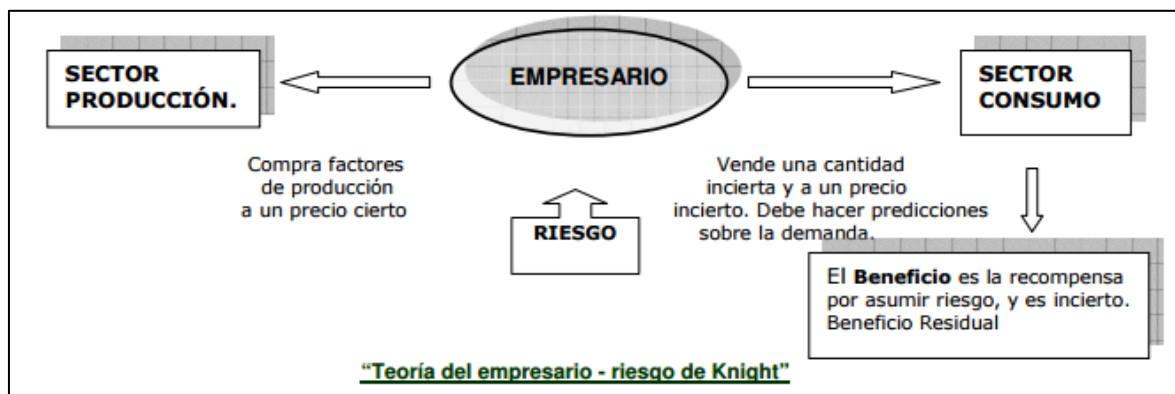 SECTOR
PRODUCCIÓN.
EMPRESARIO
SECTOR
CONSUMO
Compra factores
de producción
a un precio cierto
RIESGO
Vende una cantidad
incierta y a un precio
incierto. Debe hacer predicciones
sobre la demanda.
El Beneficio es la recompensa
por asumir riesgo, y es incierto.
Beneficio Residual
“Teoría del empresario - riesgo de Knight”